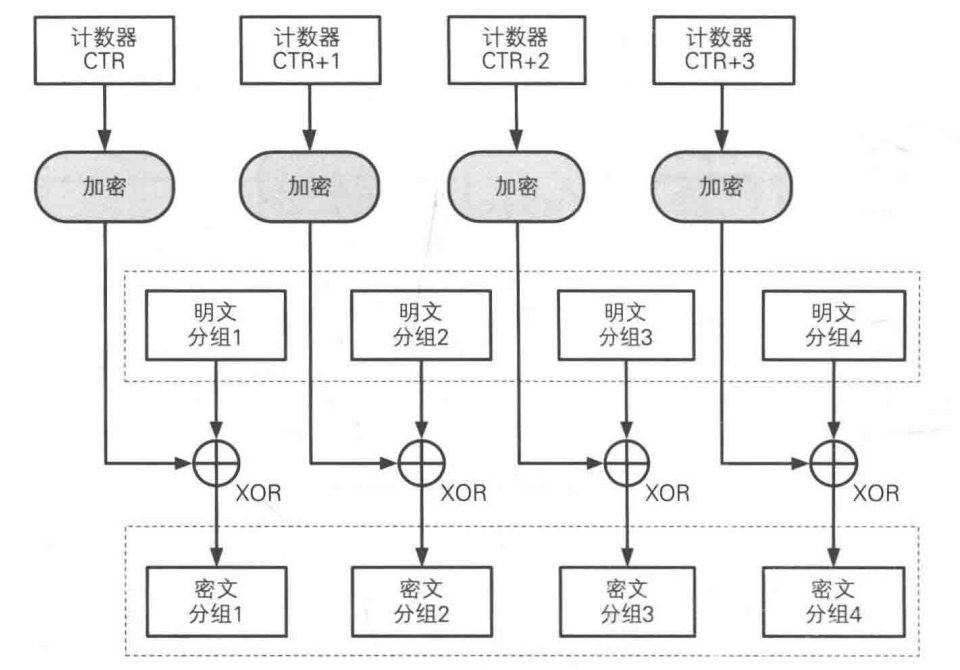 计数器
CTR
计数器
CTR+1
计数器
CTR+2
计数器
CTR+3
加密
加密
加密
加密
明文
分组1
明文
分组2
明文
分组3
明文
分组4
XOR
XOR
XOR
XOR
密文
分组1
密文
分组2
密文
分组3
密文
分组4